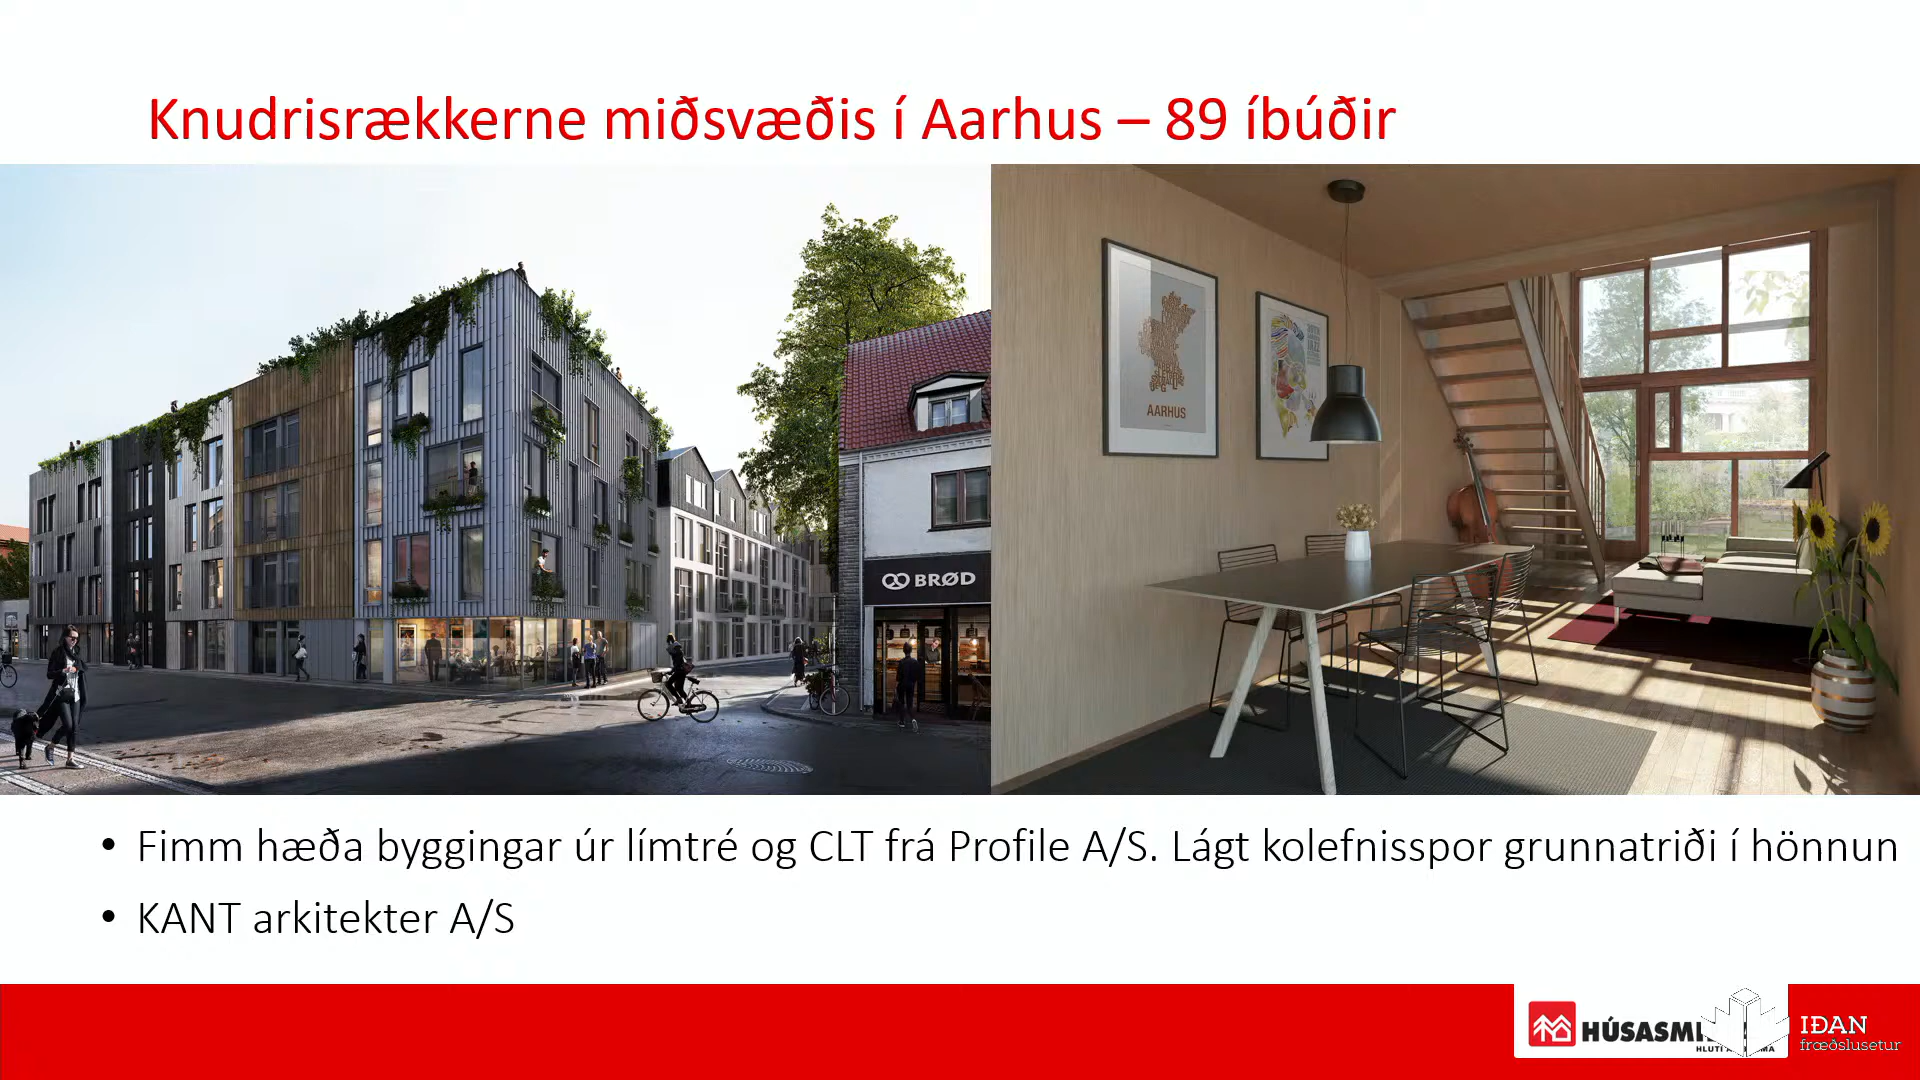 Knudrisrækkerne miðsvæðis í Aarhus – 89 íbúðir
BRØD
AARHUS
• Fimm hæða byggingar úr límtré og CLT frá Profile A/S. Lágt kolefnisspor grunnatriði í hönnun
• KANT arkitekter A/S
IÐAN
fræðslusetur